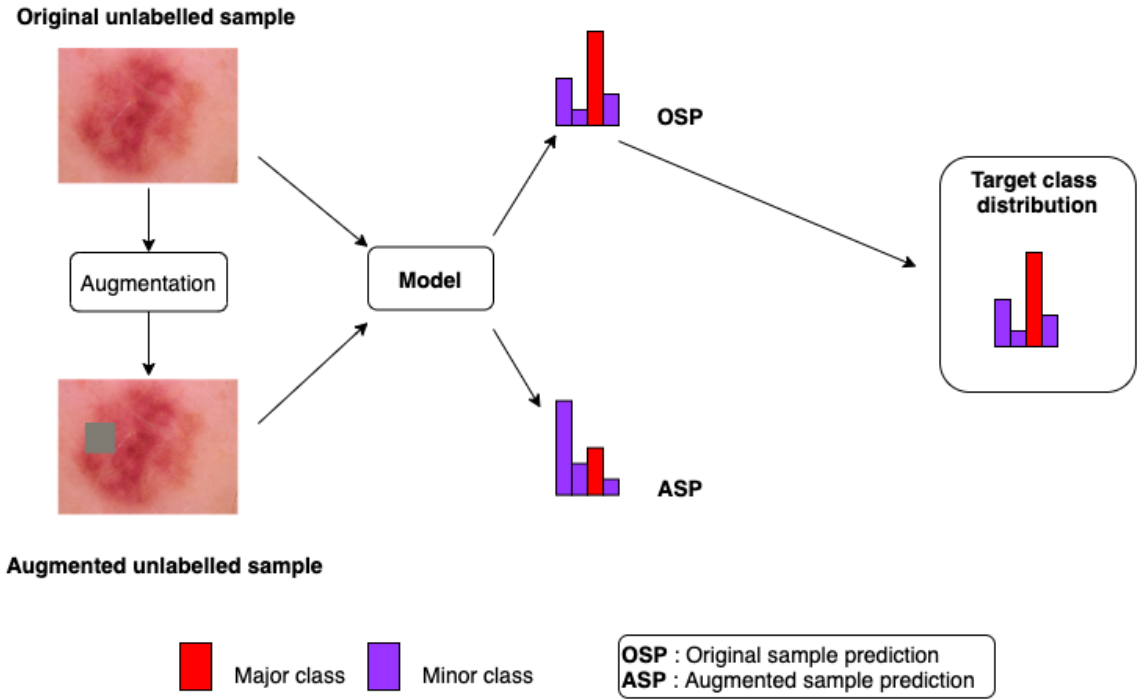 Original unlabelled sample
OSP
Target class
distribution
Augmentation
Model
ASP
Augmented unlabelled sample
Major class
Minor class
OSP : Original sample prediction
ASP : Augmented sample prediction